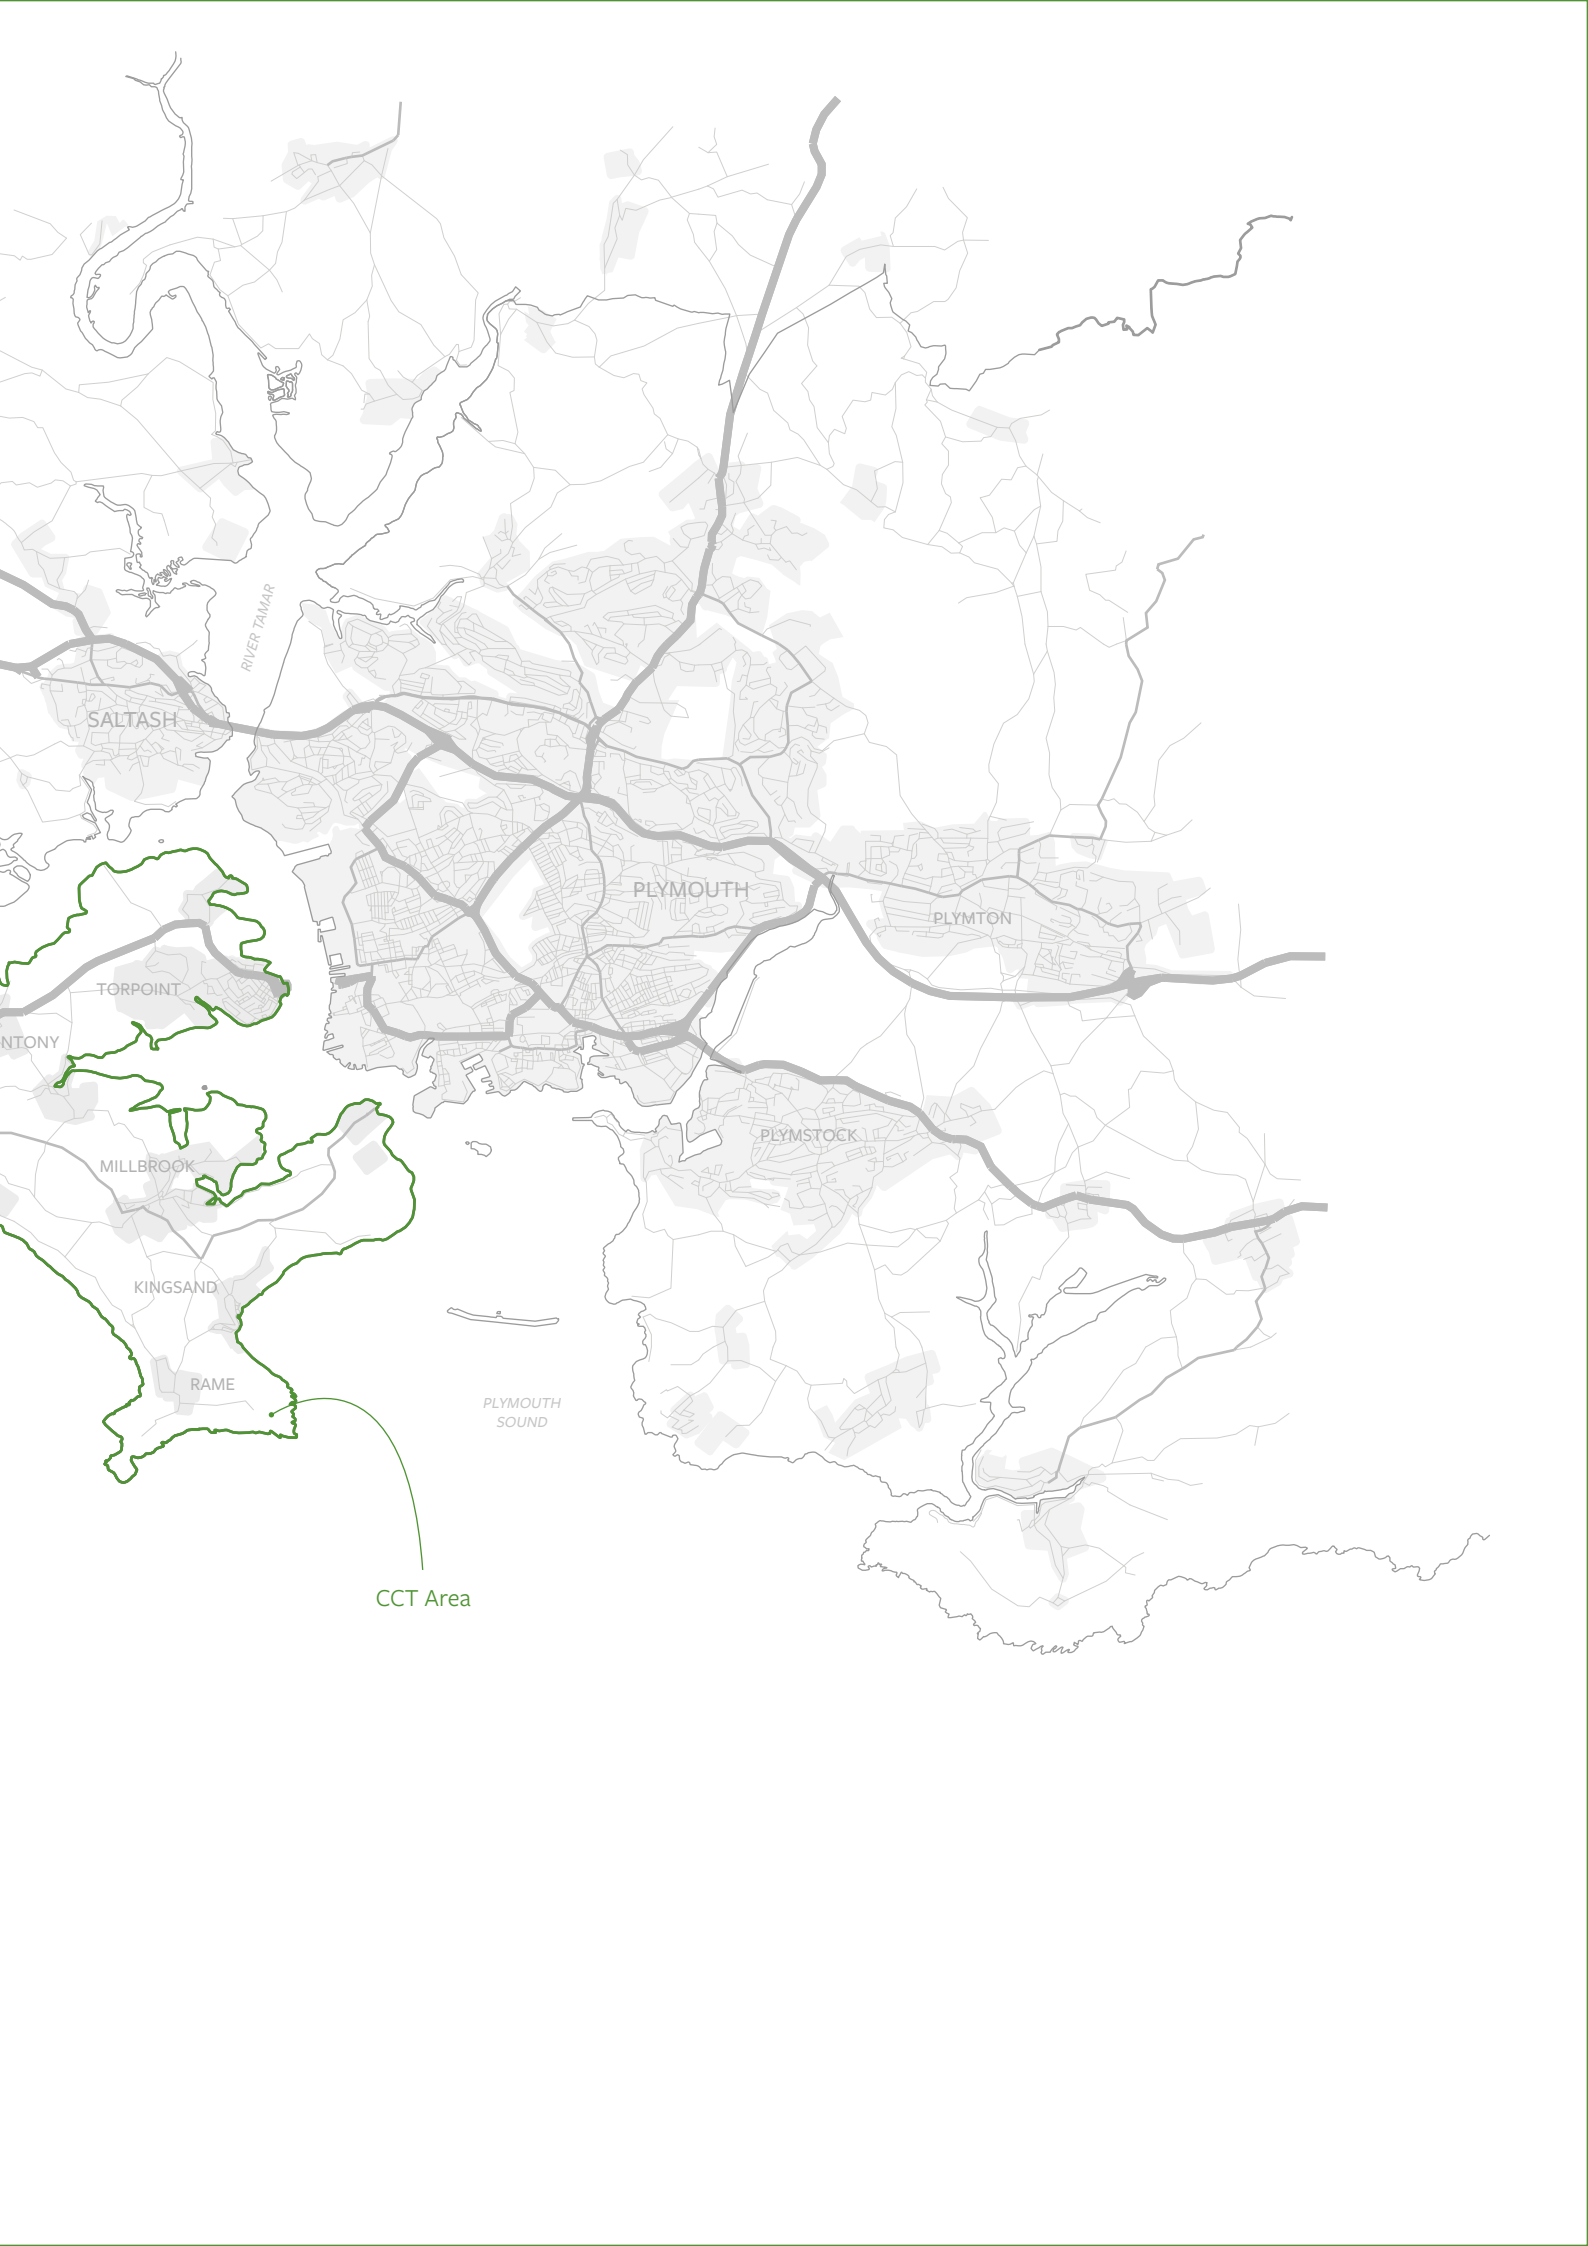 RIVER TAMAR
SALTASH
PLYMOUTH
PLYMTON
TORPOINT
NTONY
PLYMSTOCK
MILLBROOK
KINGSAND
RAME
PLYMOUTH
SOUND
CCT Area